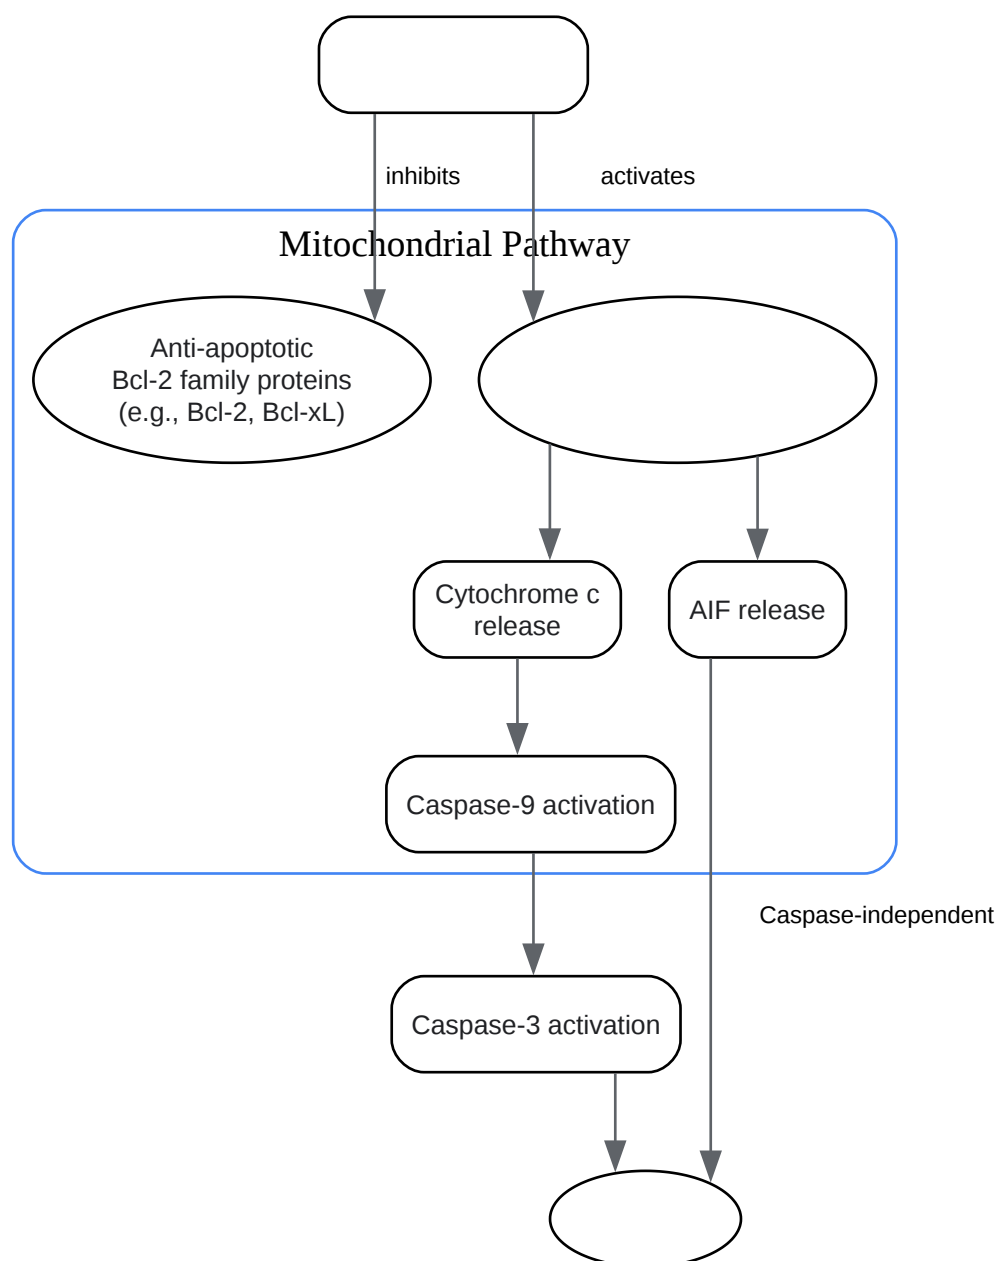 inhibits
activates
Mitochondrial Pathway
Anti-apoptotic
Bcl-2 family proteins
(e.g., Bcl-2, Bcl-xL)
Cytochrome c
release
AIF release
Caspase-9 activation
Caspase-independent
Caspase-3 activation